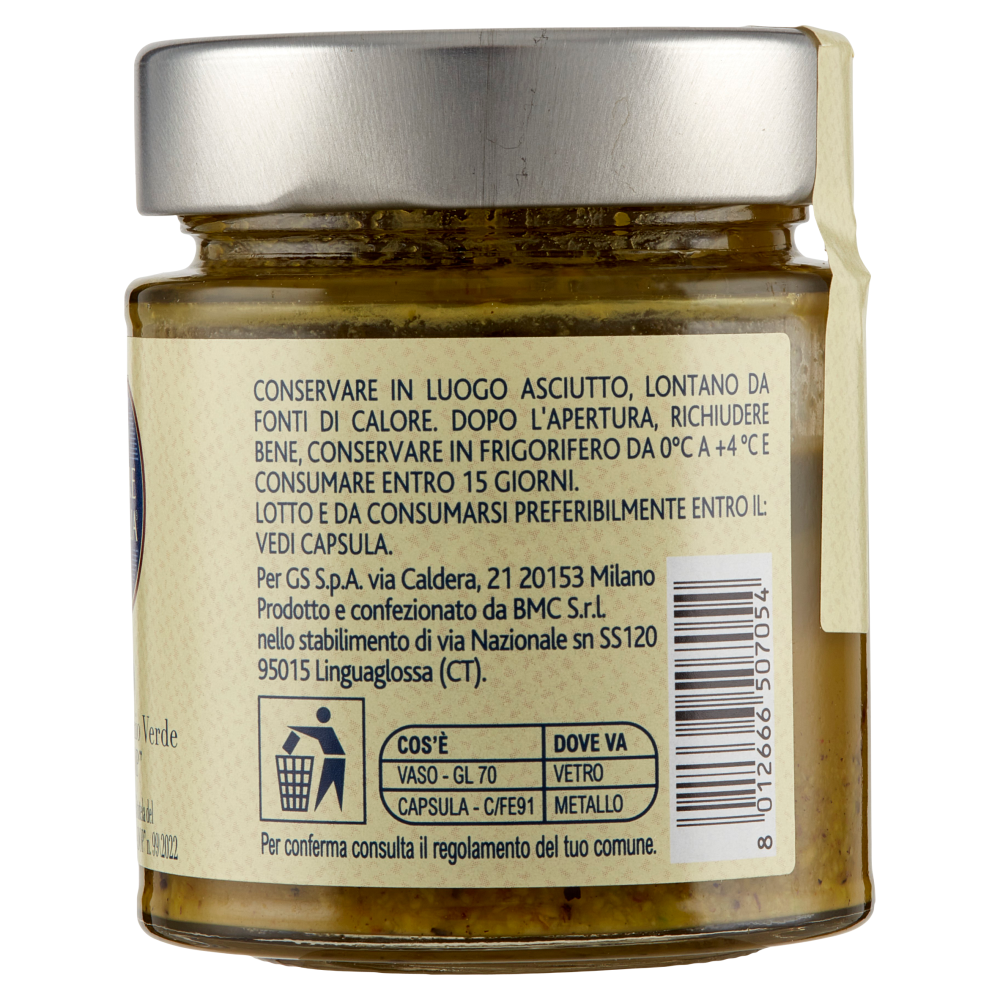 CONSERVARE IN LUOGO ASCIUTTO, LONTANO DA
FONTI DI CALORE. DOPO L'APERTURA, RICHIUDERE
BENE, CONSERVARE IN FRIGORIFERO DA 0°C A +4 °C E
CONSUMARE ENTRO 15 GIORNI.
LOTTO E DA CONSUMARSI PREFERIBILMENTE ENTRO IL:
VEDI CAPSULA.
Per GS S.p.A. via Caldera, 21 20153 Milano
Prodotto e confezionato da BMC S.r.l.
nello stabilimento di via Nazionale sn SS120
95015 Linguaglossa (CT).
COS'È DOVE VA
VASO - GL 70 VETRO
CAPSULA - C/FE91 METALLO
Per conferma consulta il regolamento del tuo comune.
8 012666 507054
Verde
del
n. 99/2022